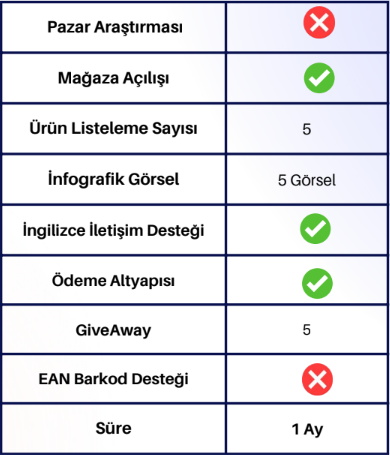 Pazar Araştırması
Mağaza Açılışı
Ürün Listeleme Sayısı 5
İnfografik Görsel 5 Görsel
İngilizce İletişim Desteği
Ödeme Altyapısı
GiveAway 5
EAN Barkod Desteği
Süre 1 Ay